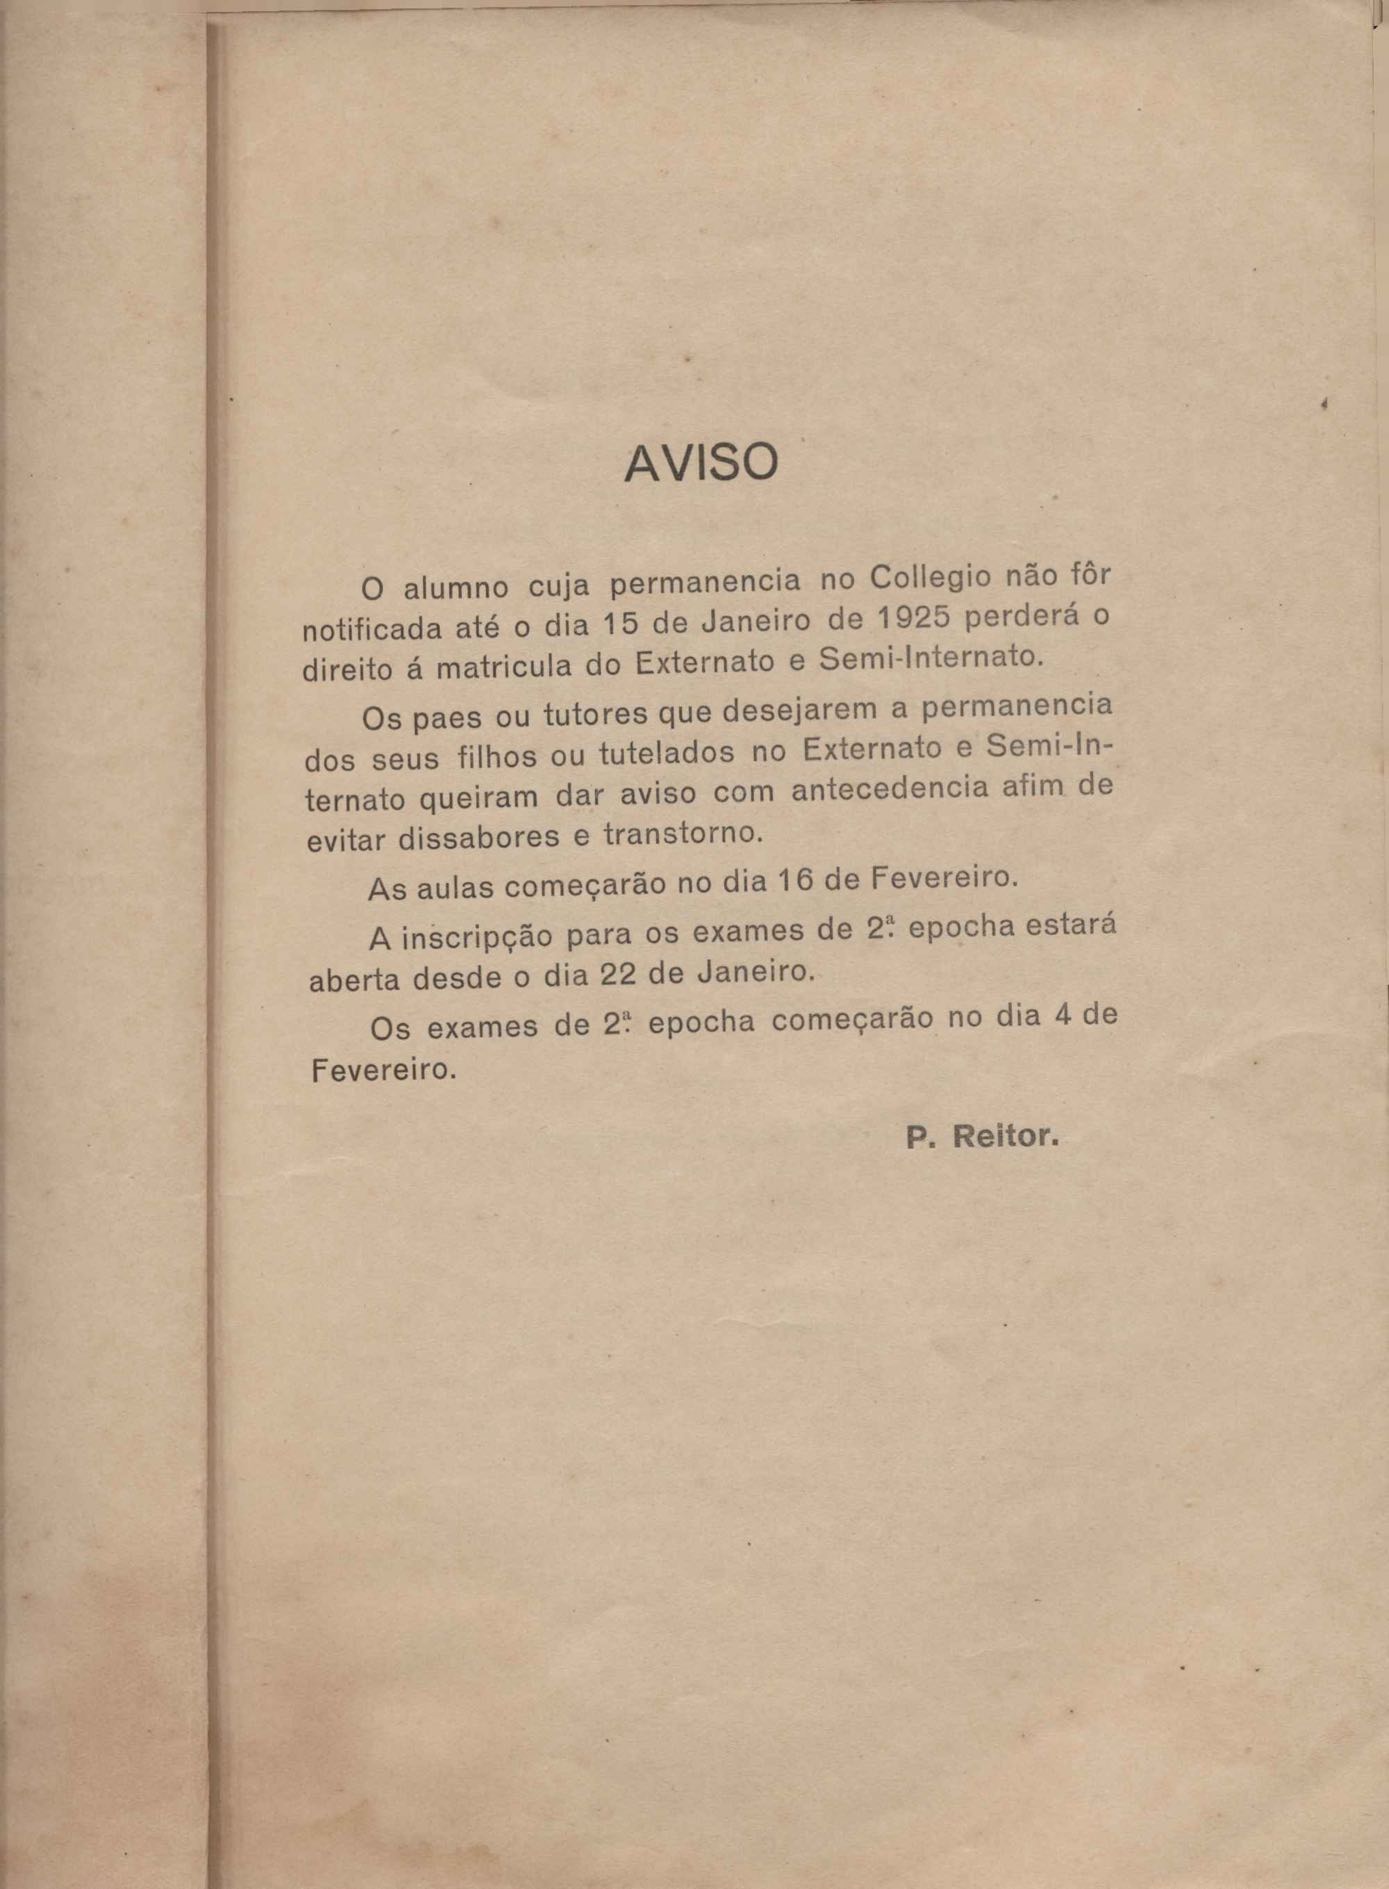 AVISO
O alumno cuja permanencia no Collegio não fôr
notificada até o dia 15 de Janeiro de 1925 perderá o
direito á matricula do Externato e Semi-Internato.
Os paes ou tutores que desejarem a permanencia
dos seus filhos ou tutelados no Externato e Semi-In-
ternato queiram dar aviso com antecedencia afim de
evitar dissabores e transtorno.
As aulas começarão no dia 16 de Fevereiro.
A inscripção para os exames de 2.ª epocha estará
aberta desde o dia 22 de Janeiro.
Os exames de 2.ª epocha começarão no dia 4 de
Fevereiro.
P. Reitor.